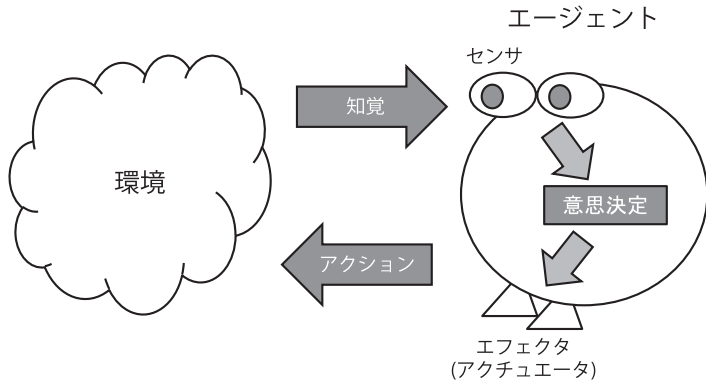 エージェント
センサ
知覚
環境
意思決定
アクション
エフェクタ
(アクチュエータ)